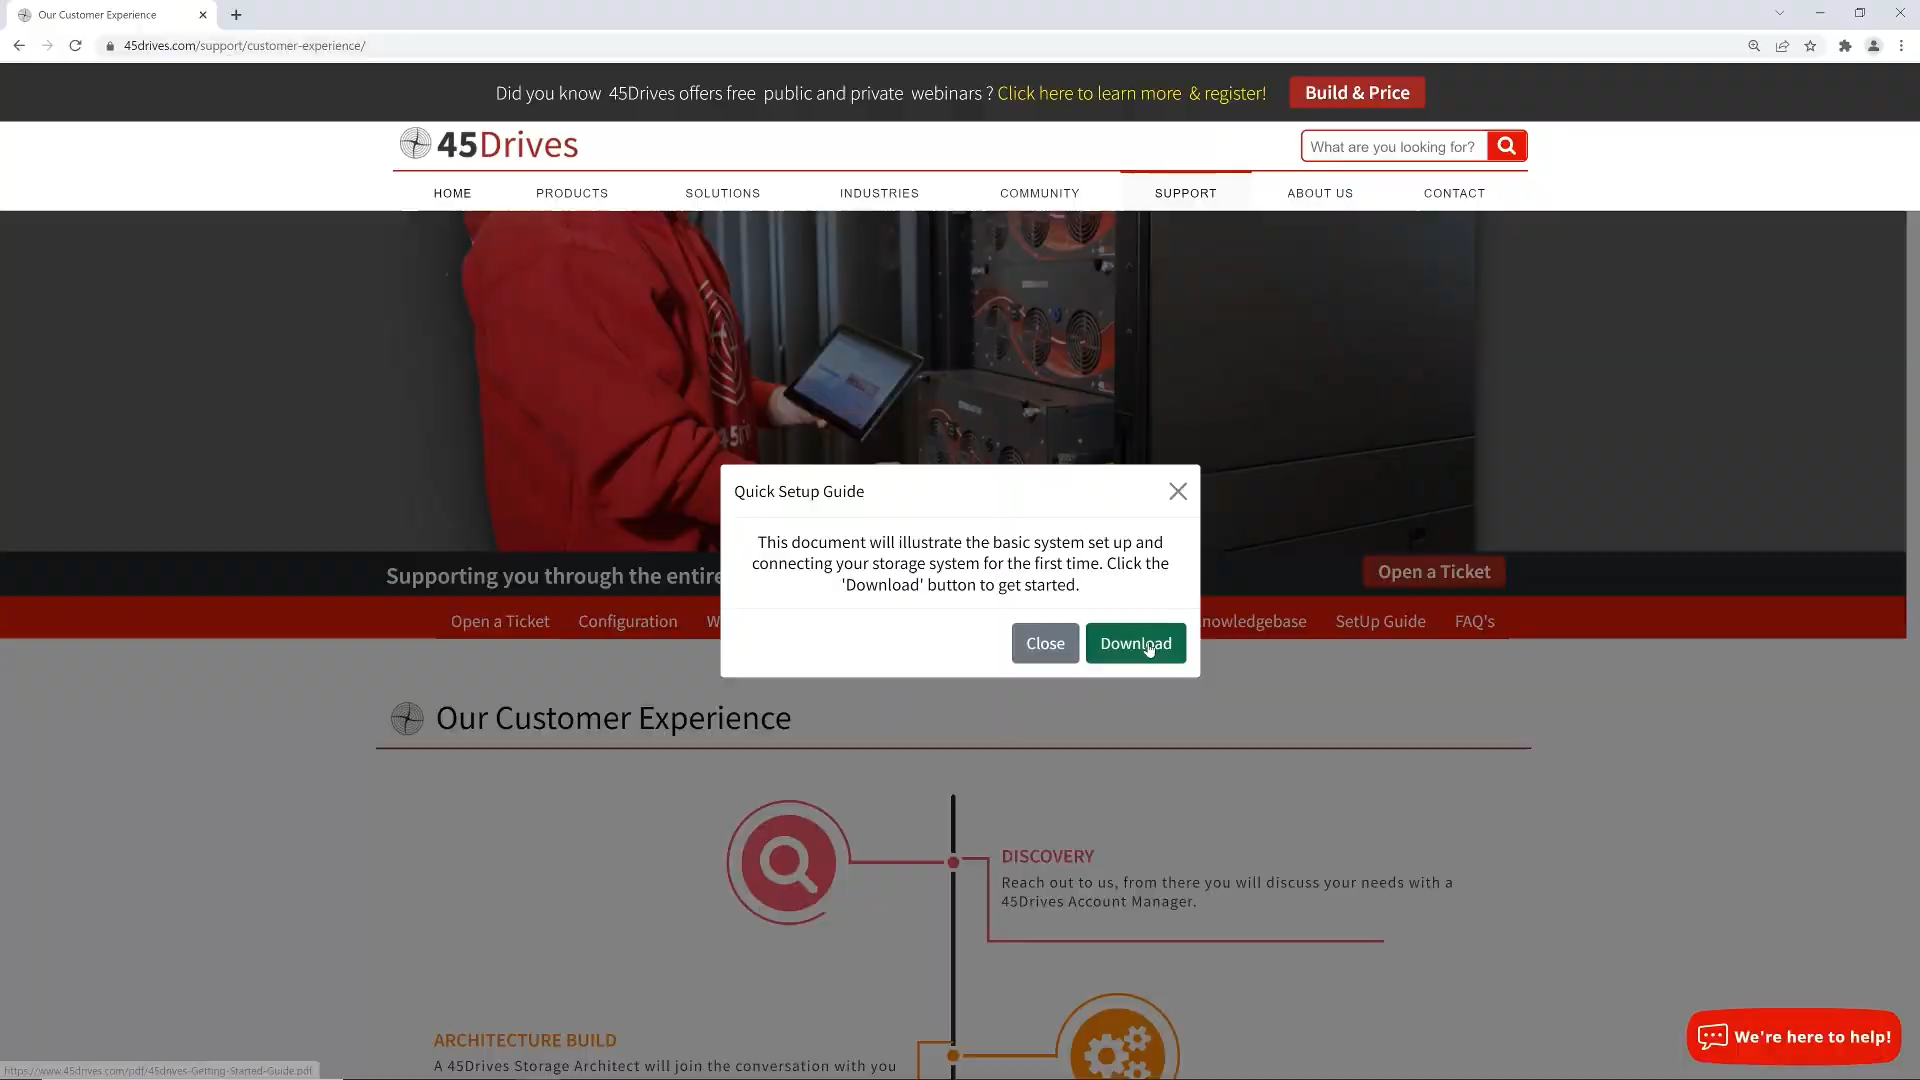 Our Customer Experience
45drives.com/support/customer-experience/
Did you know 45Drives offers free public and private webinars ? Click here to learn more & register!
Build & Price
45Drives
What are you looking for?
HOME
PRODUCTS
SOLUTIONS
INDUSTRIES
COMMUNITY
SUPPORT
ABOUT US
CONTACT
Quick Setup Guide
This document will illustrate the basic system set up and
connecting your storage system for the first time. Click the
'Download' button to get started.
Close
Download
Supporting you through the entire
Open a Ticket
Open a Ticket
Configuration
W
nowledgebase
SetUp Guide
FAQ's
Our Customer Experience
DISCOVERY
Reach out to us, from there you will discuss your needs with a
45Drives Account Manager.
ARCHITECTURE BUILD
A 45Drives Storage Architect will join the conversation with you
We're here to help!
https://www.45drives.com/pdf/45drives-Getting-Started-Guide.pdf